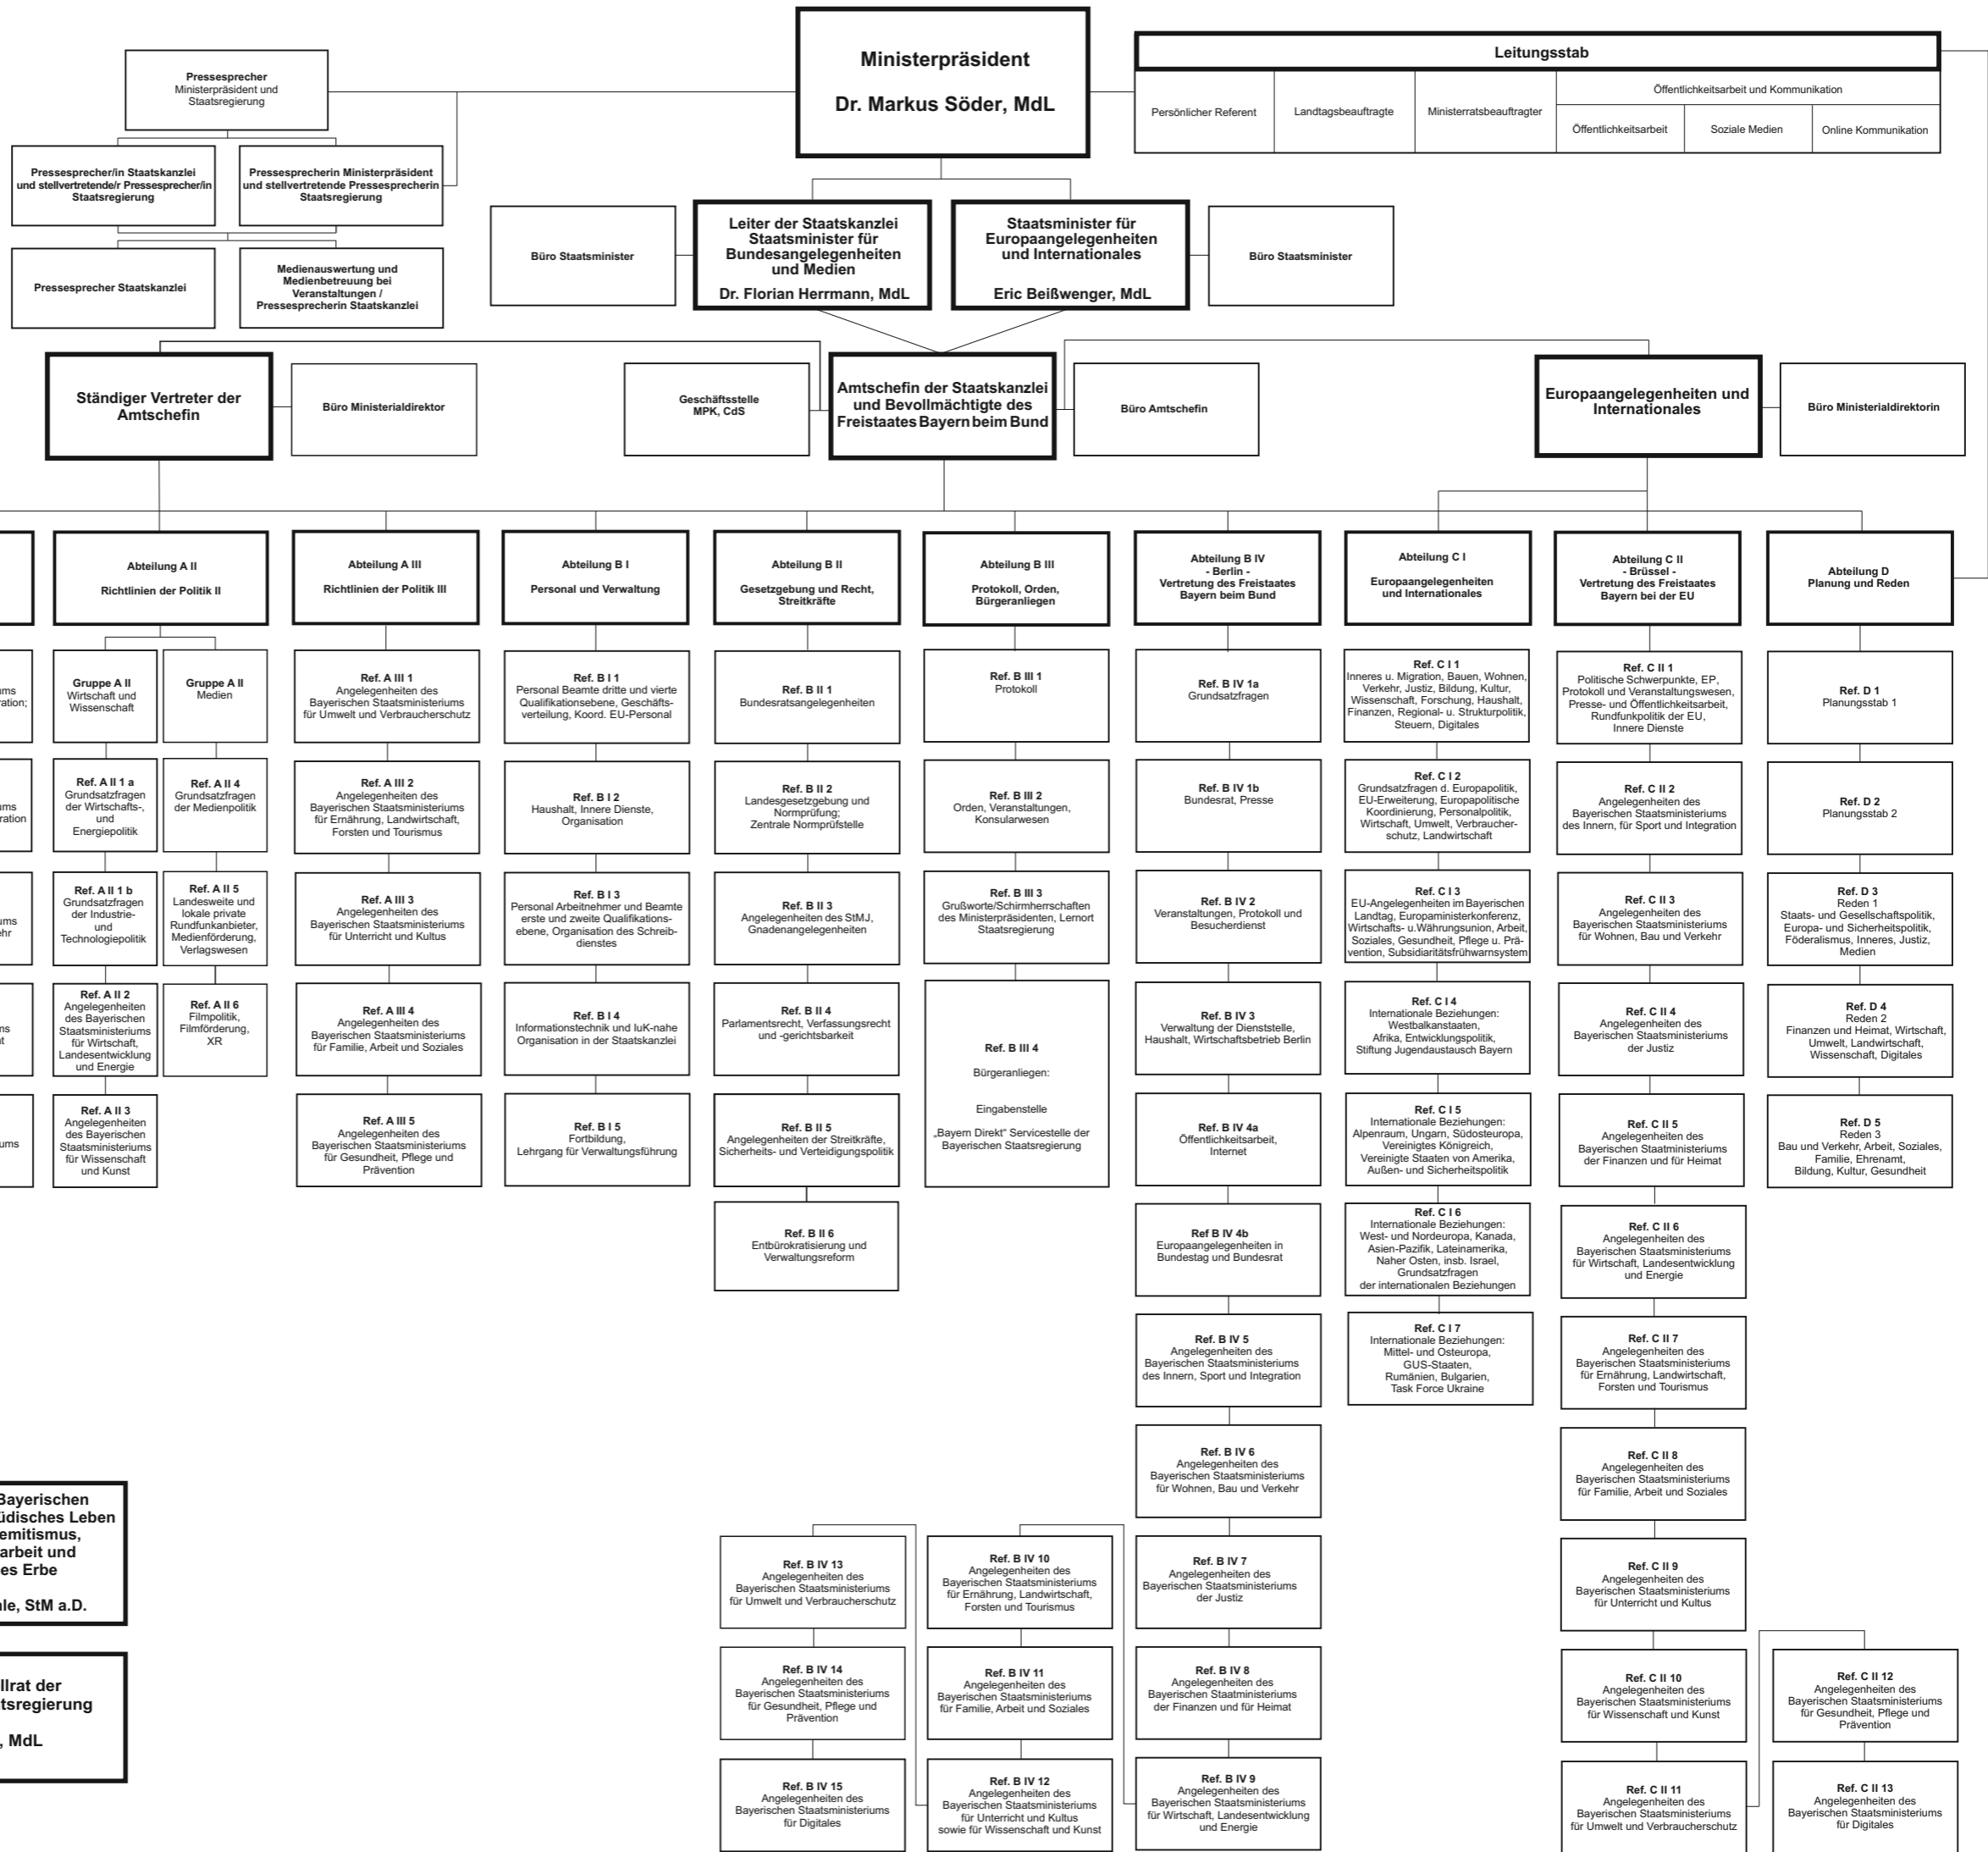 Ministerpräsident
Dr. Markus Söder, MdL
Leitungsstab
Persönlicher Referent
Landtagsbeauftragte
Ministerratsbeauftragter
Öffentlichkeitsarbeit und Kommunikation
Öffentlichkeitsarbeit
Soziale Medien
Online Kommunikation
Pressesprecher
Ministerpräsident und
Staatsregierung
Pressesprecher/in Staatskanzlei
und stellvertretende/r Pressesprecher/in
Staatsregierung
Pressesprecherin Ministerpräsident
und stellvertretende Pressesprecherin
Staatsregierung
Pressesprecher Staatskanzlei
Medienauswertung und
Medienbetreuung bei
Veranstaltungen /
Pressesprecherin Staatskanzlei
Büro Staatsminister
Leiter der Staatskanzlei
Staatsminister für
Bundesangelegenheiten
und Medien
Dr. Florian Herrmann, MdL
Staatsminister für
Europaangelegenheiten
und Internationales
Eric Beißwenger, MdL
Büro Staatsminister
Ständiger Vertreter der
Amtschefin
Büro Ministerialdirektor
Geschäftsstelle
MPK, CdS
Amtschefin der Staatskanzlei
und Bevollmächtigte des
Freistaates Bayern beim Bund
Büro Amtschefin
Europaangelegenheiten und
Internationales
Büro Ministerialdirektorin
Abteilung A II
Richtlinien der Politik II
Abteilung A III
Richtlinien der Politik III
Abteilung B I
Personal und Verwaltung
Abteilung B II
Gesetzgebung und Recht,
Streitkräfte
Abteilung B III
Protokoll, Orden,
Bürgeranliegen
Abteilung B IV
- Berlin -
Vertretung des Freistaates
Bayern beim Bund
Abteilung C I
Europaangelegenheiten
und Internationales
Abteilung C II
- Brüssel -
Vertretung des Freistaates
Bayern bei der EU
Abteilung D
Planung und Reden
ums
ration;
ums
ration
ums
ehr
ms
at
ums
Gruppe A II
Wirtschaft und
Wissenschaft
Ref. A II 1 a
Grundsatzfragen
der Wirtschafts-,
und
Energiepolitik
Ref. A II 1 b
Grundsatzfragen
der Industrie-
und
Technologiepolitik
Ref. A II 2
Angelegenheiten
des Bayerischen
Staatsministeriums
für Wirtschaft,
Landesentwicklung
und Energie
Ref. A II 3
Angelegenheiten
des Bayerischen
Staatsministeriums
für Wissenschaft
und Kunst
Gruppe A II
Medien
Ref. A II 4
Grundsatzfragen
der Medienpolitik
Ref. A II 5
Landesweite und
lokale private
Rundfunkanbieter,
Medienförderung,
Verlagswesen
Ref. A II 6
Filmpolitik,
Filmförderung,
XR
Ref. A III 1
Angelegenheiten des
Bayerischen Staatsministeriums
für Umwelt und Verbraucherschutz
Ref. A III 2
Angelegenheiten des
Bayerischen Staatsministeriums
für Ernährung, Landwirtschaft,
Forsten und Tourismus
Ref. A III 3
Angelegenheiten des
Bayerischen Staatsministeriums
für Unterricht und Kultus
Ref. A III 4
Angelegenheiten des
Bayerischen Staatsministeriums
für Familie, Arbeit und Soziales
Ref. A III 5
Angelegenheiten des
Bayerischen Staatsministeriums
für Gesundheit, Pflege und
Prävention
Ref. B I 1
Personal Beamte dritte und vierte
Qualifikationsebene, Geschäfts-
verteilung, Koord. EU-Personal
Ref. B I 2
Haushalt, Innere Dienste,
Organisation
Ref. B I 3
Personal Arbeitnehmer und Beamte
erste und zweite Qualifikations-
ebene, Organisation des Schreib-
dienstes
Ref. B I 4
Informationstechnik und IuK-nahe
Organisation in der Staatskanzlei
Ref. B I 5
Fortbildung,
Lehrgang für Verwaltungsführung
Ref. B II 1
Bundesratsangelegenheiten
Ref. B II 2
Landesgesetzgebung und
Normprüfung;
Zentrale Normprüfstelle
Ref. B II 3
Angelegenheiten des StMJ,
Gnadenangelegenheiten
Ref. B II 4
Parlamentsrecht, Verfassungsrecht
und -gerichtsbarkeit
Ref. B II 5
Angelegenheiten der Streitkräfte,
Sicherheits- und Verteidigungspolitik
Ref. B II 6
Entbürokratisierung und
Verwaltungsreform
Ref. B III 1
Protokoll
Ref. B III 2
Orden, Veranstaltungen,
Konsularwesen
Ref. B III 3
Grußworte/Schirmherrschaften
des Ministerpräsidenten, Lernort
Staatsregierung
Ref. B III 4
Bürgeranliegen:
Eingabenstelle
„Bayern Direkt“ Servicestelle der
Bayerischen Staatsregierung
Ref. B IV 1a
Grundsatzfragen
Ref. B IV 1b
Bundesrat, Presse
Ref. B IV 2
Veranstaltungen, Protokoll und
Besucherdienst
Ref. B IV 3
Verwaltung der Dienststelle,
Haushalt, Wirtschaftsbetrieb Berlin
Ref. B IV 4a
Öffentlichkeitsarbeit,
Internet
Ref B IV 4b
Europaangelegenheiten in
Bundestag und Bundesrat
Ref. B IV 5
Angelegenheiten des
Bayerischen Staatsministeriums
des Innern, Sport und Integration
Ref. B IV 6
Angelegenheiten des
Bayerischen Staatsministeriums
für Wohnen, Bau und Verkehr
Ref. B IV 7
Angelegenheiten des
Bayerischen Staatsministeriums
der Justiz
Ref. B IV 8
Angelegenheiten des
Bayerischen Staatsministeriums
der Finanzen und für Heimat
Ref. B IV 9
Angelegenheiten des
Bayerischen Staatsministeriums
für Wirtschaft, Landesentwicklung
und Energie
Ref. B IV 10
Angelegenheiten des
Bayerischen Staatsministeriums
für Ernährung, Landwirtschaft,
Forsten und Tourismus
Ref. B IV 11
Angelegenheiten des
Bayerischen Staatsministeriums
für Familie, Arbeit und Soziales
Ref. B IV 12
Angelegenheiten des
Bayerischen Staatsministeriums
für Unterricht und Kultus
sowie für Wissenschaft und Kunst
Ref. B IV 13
Angelegenheiten des
Bayerischen Staatsministeriums
für Umwelt und Verbraucherschutz
Ref. B IV 14
Angelegenheiten des
Bayerischen Staatsministeriums
für Gesundheit, Pflege und
Prävention
Ref. B IV 15
Angelegenheiten des
Bayerischen Staatsministeriums
für Digitales
Ref. C I 1
Inneres u. Migration, Bauen, Wohnen,
Verkehr, Justiz, Bildung, Kultur,
Wissenschaft, Forschung, Haushalt,
Finanzen, Regional- u. Strukturpolitik,
Steuern, Digitales
Ref. C I 2
Grundsatzfragen d. Europapolitik,
EU-Erweiterung, Europapolitische
Koordinierung, Personalpolitik,
Wirtschaft, Umwelt, Verbraucher-
schutz, Landwirtschaft
Ref. C I 3
EU-Angelegenheiten im Bayerischen
Landtag, Europaministerkonferenz,
Wirtschafts- u.Währungsunion, Arbeit,
Soziales, Gesundheit, Pflege u. Prä-
vention, Subsidiaritätsfrühwarnsystem
Ref. C I 4
Internationale Beziehungen:
Westbalkanstaaten,
Afrika, Entwicklungspolitik,
Stiftung Jugendaustausch Bayern
Ref. C I 5
Internationale Beziehungen:
Alpenraum, Ungarn, Südosteuropa,
Vereinigtes Königreich,
Vereinigte Staaten von Amerika,
Außen- und Sicherheitspolitik
Ref. C I 6
Internationale Beziehungen:
West- und Nordeuropa, Kanada,
Asien-Pazifik, Lateinamerika,
Naher Osten, insb. Israel,
Grundsatzfragen
der internationalen Beziehungen
Ref. C I 7
Internationale Beziehungen:
Mittel- und Osteuropa,
GUS-Staaten,
Rumänien, Bulgarien,
Task Force Ukraine
Ref. C II 1
Politische Schwerpunkte, EP,
Protokoll und Veranstaltungswesen,
Presse- und Öffentlichkeitsarbeit,
Rundfunkpolitik der EU,
Innere Dienste
Ref. C II 2
Angelegenheiten des
Bayerischen Staatsministeriums
des Innern, für Sport und Integration
Ref. C II 3
Angelegenheiten des
Bayerischen Staatsministeriums
für Wohnen, Bau und Verkehr
Ref. C II 4
Angelegenheiten des
Bayerischen Staatsministeriums
der Justiz
Ref. C II 5
Angelegenheiten des
Bayerischen Staatsministeriums
der Finanzen und für Heimat
Ref. C II 6
Angelegenheiten des
Bayerischen Staatsministeriums
für Wirtschaft, Landesentwicklung
und Energie
Ref. C II 7
Angelegenheiten des
Bayerischen Staatsministeriums
für Ernährung, Landwirtschaft,
Forsten und Tourismus
Ref. C II 8
Angelegenheiten des
Bayerischen Staatsministeriums
für Familie, Arbeit und Soziales
Ref. C II 9
Angelegenheiten des
Bayerischen Staatsministeriums
für Unterricht und Kultus
Ref. C II 10
Angelegenheiten des
Bayerischen Staatsministeriums
für Wissenschaft und Kunst
Ref. C II 11
Angelegenheiten des
Bayerischen Staatsministeriums
für Umwelt und Verbraucherschutz
Ref. C II 12
Angelegenheiten des
Bayerischen Staatsministeriums
für Gesundheit, Pflege und
Prävention
Ref. C II 13
Angelegenheiten des
Bayerischen Staatsministeriums
für Digitales
Ref. D 1
Planungsstab 1
Ref. D 2
Planungsstab 2
Ref. D 3
Reden 1
Staats- und Gesellschaftspolitik,
Europa- und Sicherheitspolitik,
Föderalismus, Inneres, Justiz,
Medien
Ref. D 4
Reden 2
Finanzen und Heimat, Wirtschaft,
Umwelt, Landwirtschaft,
Wissenschaft, Digitales
Ref. D 5
Reden 3
Bau und Verkehr, Arbeit, Soziales,
Familie, Ehrenamt,
Bildung, Kultur, Gesundheit
Bayerischen
üdisches Leben
emitismus,
arbeit und
es Erbe
nle, StM a.D.
llrat der
tsregierung
, MdL